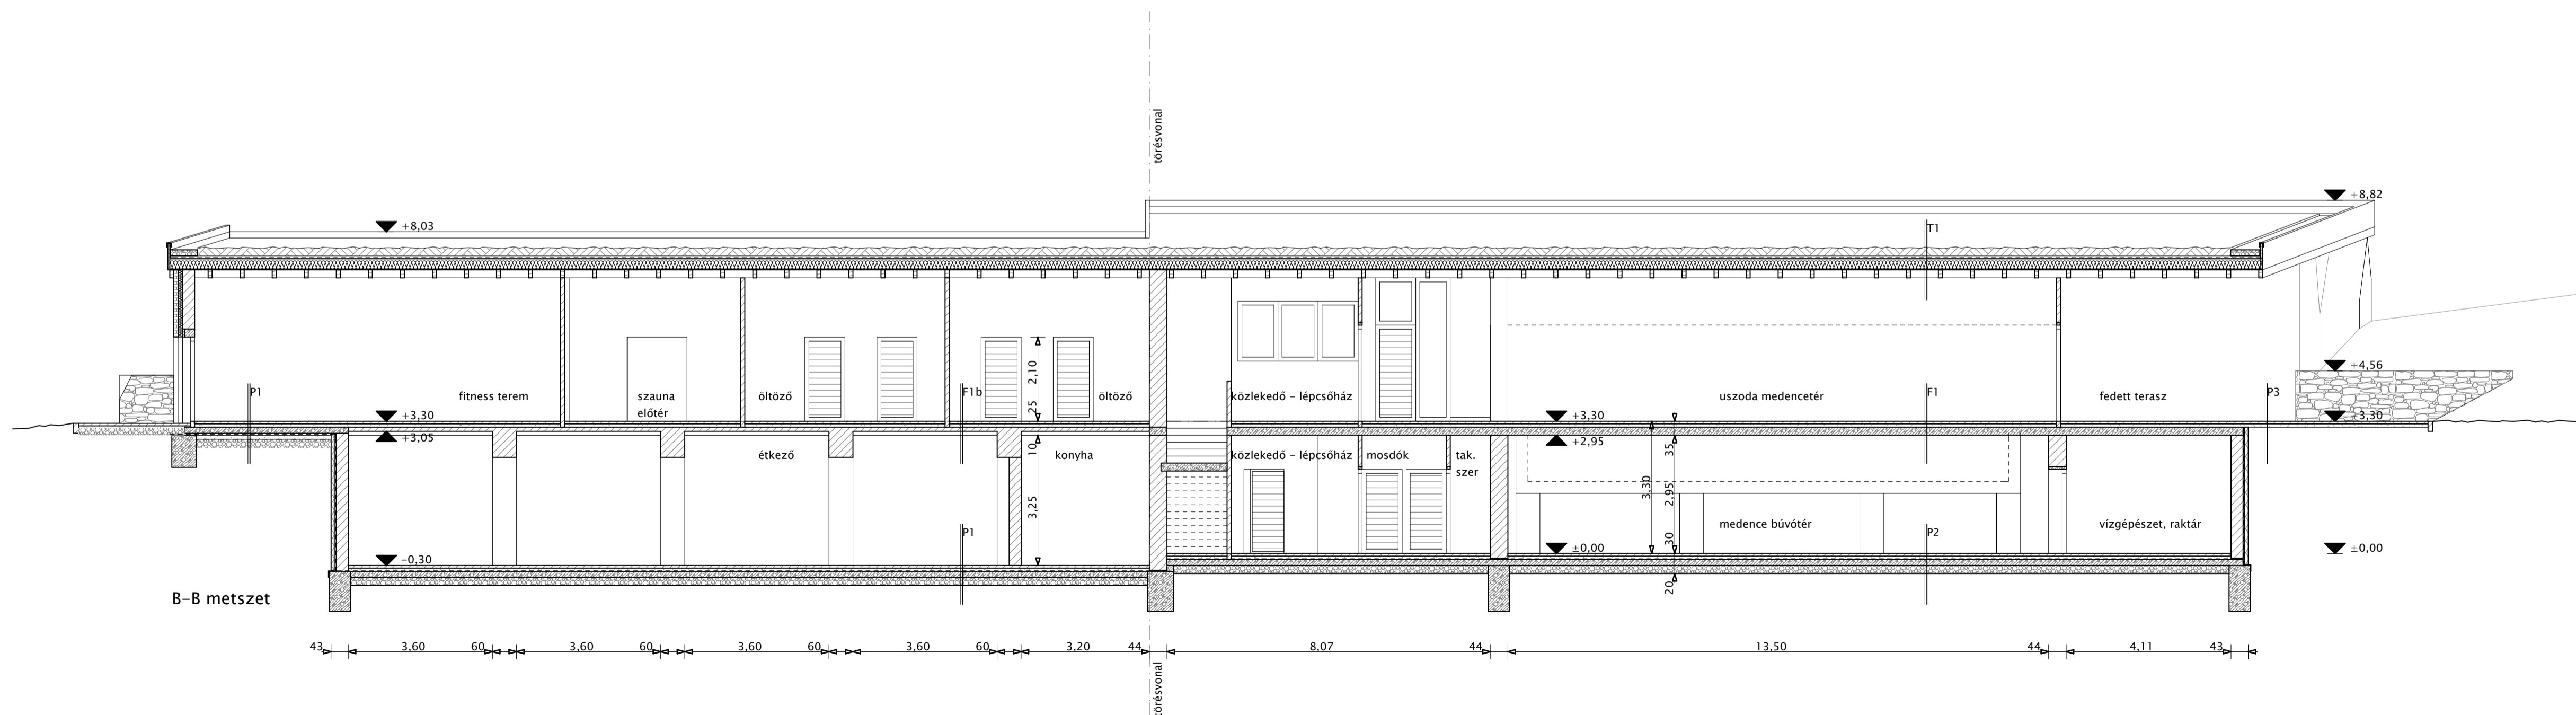 törésvonal
+8,82
+8,03
T1
2,10
+4,56
P1
fitness terem
szauna
előtér
öltöző
F1b
25
öltöző
közlekedő – lépcsőház
uszoda medencetér
F1
fedett terasz
P3
+3,30
+3,30
+3,30
+3,05
+2,95
étkező
10
konyha
közlekedő – lépcsőház
mosdók
tak.
szer
35
3,30
2,95
3,25
medence búvótér
vízgépészet, raktár
P1
P2
30
–0,30
±0,00
±0,00
20
B–B metszet
43
3,60
60
3,60
60
3,60
60
3,60
60
3,20
44
8,07
44
13,50
44
4,11
43
törésvonal